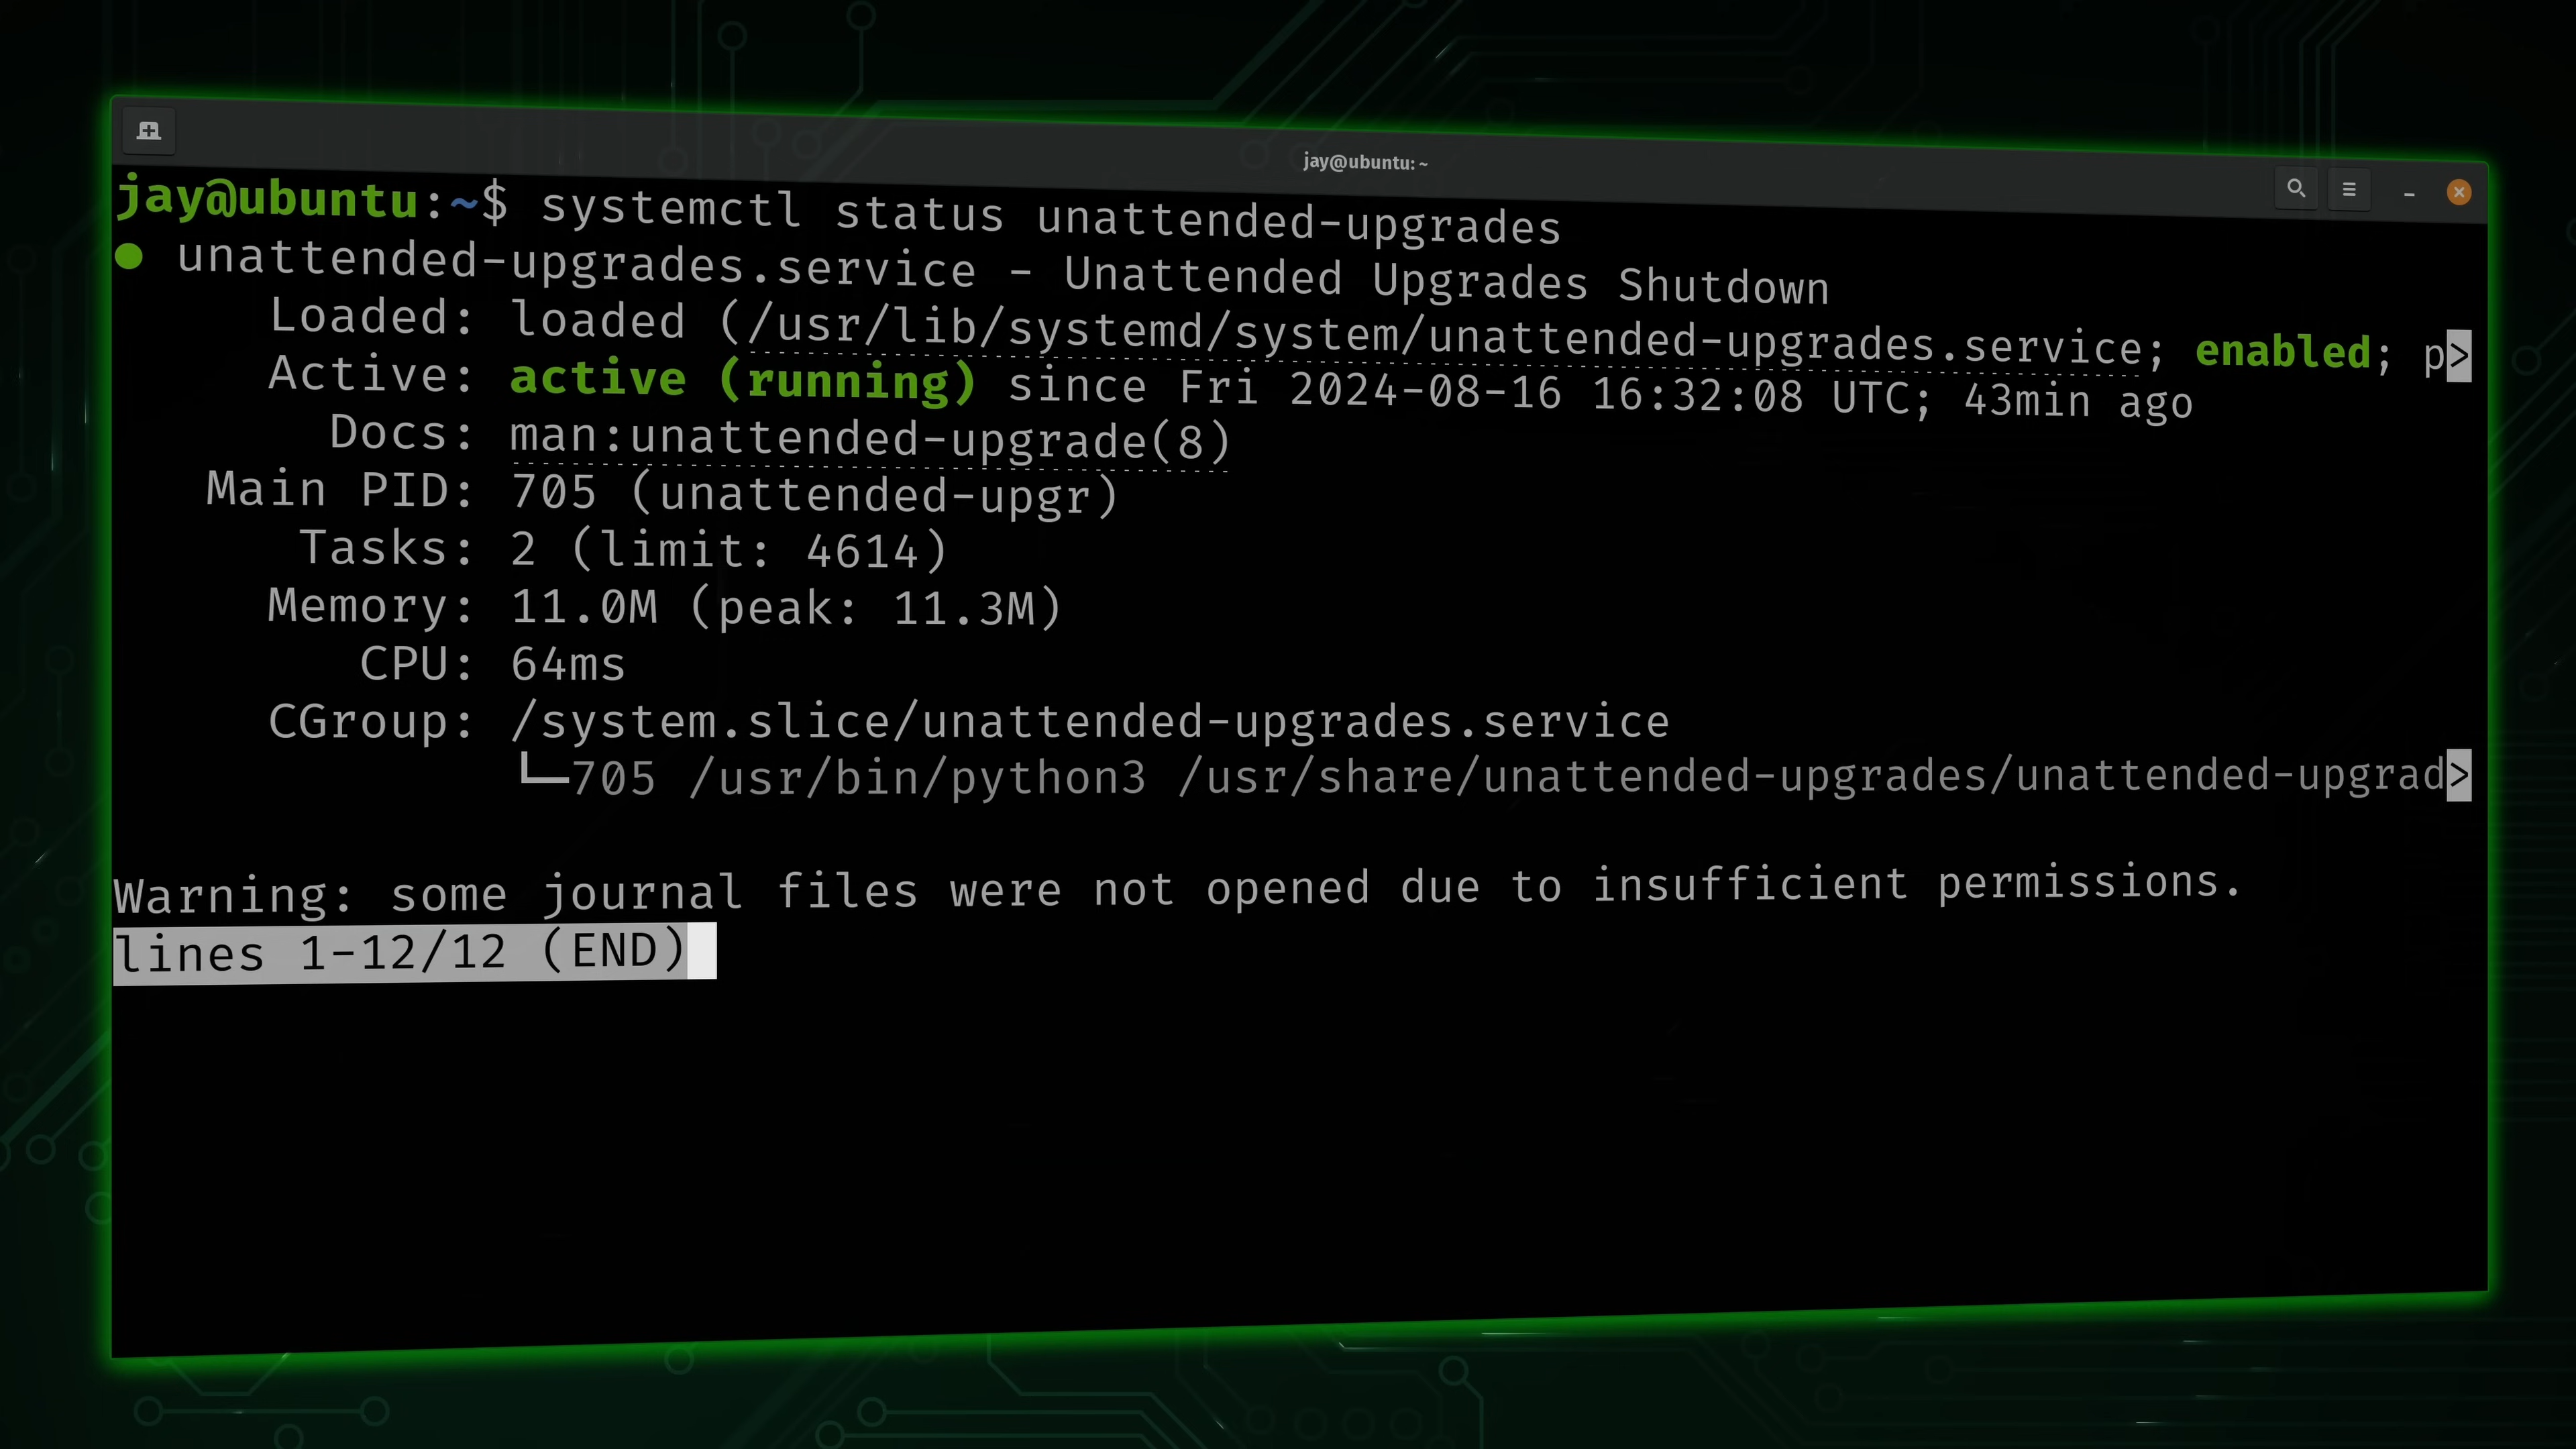 jay@ubuntu: ~
jay@ubuntu:~$ systemctl status unattended-upgrades
● unattended-upgrades.service - Unattended Upgrades Shutdown
Loaded: loaded (/usr/lib/systemd/system/unattended-upgrades.service; enabled; p>
Active: active (running) since Fri 2024-08-16 16:32:08 UTC; 43min ago
Docs: man:unattended-upgrade(8)
Main PID: 705 (unattended-upgr)
Tasks: 2 (limit: 4614)
Memory: 11.0M (peak: 11.3M)
CPU: 64ms
CGroup: /system.slice/unattended-upgrades.service
└─705 /usr/bin/python3 /usr/share/unattended-upgrades/unattended-upgrad>
Warning: some journal files were not opened due to insufficient permissions.
lines 1-12/12 (END)